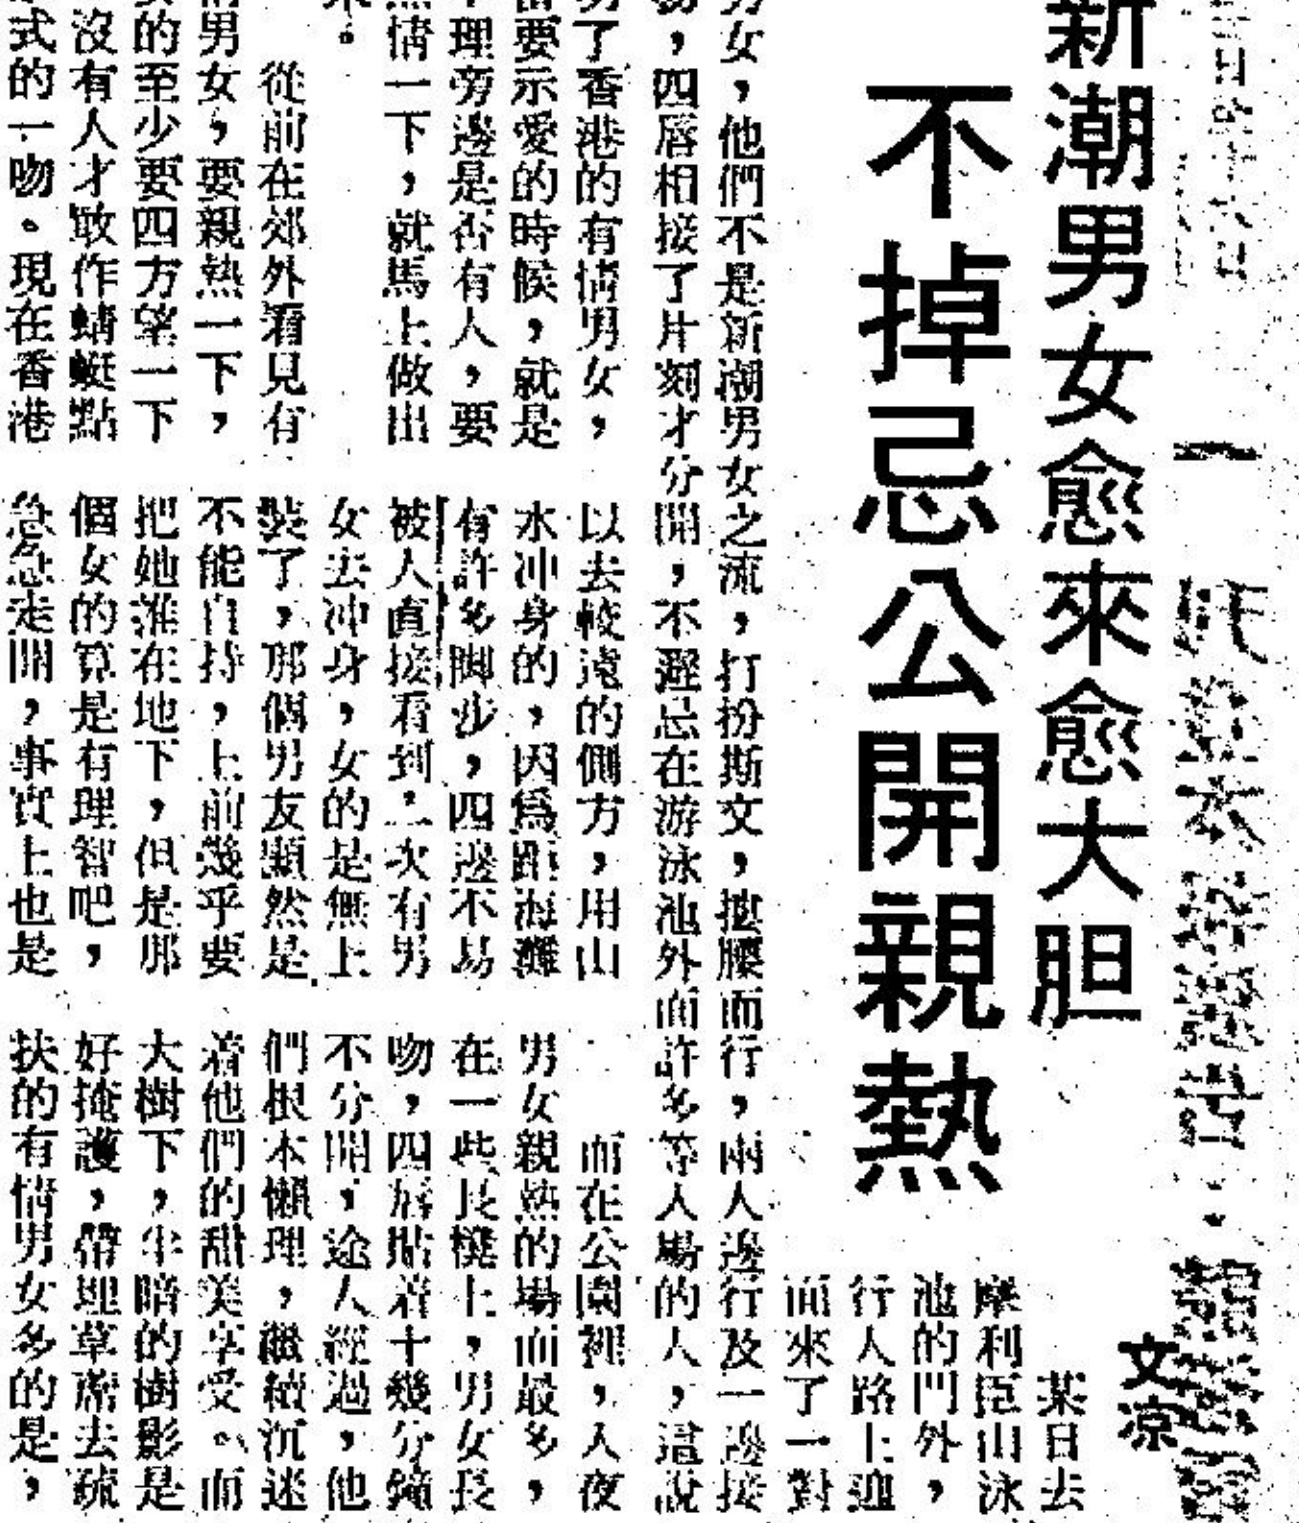 新潮男女愈來愈大胆
不掉忌公開親熱
文凉
某日去
摩利臣山泳
池的門外，
行人路上迎
面來了一對
男女，他們不是新潮男女之流，打扮斯文，摟腰而行，兩人邊行及一邊接
吻，四唇相接了片刻才分開，不避忌在游泳池外面許多等入場的人，這說
明了香港的有情男女，
當要示愛的時候，就是
不理旁邊是否有人，要
熱情一下，就馬上做出
來。
從前在郊外看見有
情男女，要親熱一下，
女的至少要四方望一下
沒有人才敢作蜻蜓點
式的一吻。現在香港
以去較遠的側方，用山
水冲身的，因為距海灘
有許多脚步，四邊不易
被人直接看到，一次有男
女去冲身，女的是無上
裝了，那個男友顯然是
不能自持，上前幾乎要
把她推在地下，但是那
個女的算是有理智吧，
急急走開，事實上也是
而在公園裡，入夜
男女親熱的場面最多，
在一些長櫈上，男女長
吻，四唇貼着十幾分鐘
不分開，途人經過，他
們根本懶理，繼續沉迷
着他們的甜美享受。而
大樹下，半暗的樹影是
好掩護，帶埋草蓆去疏
扶的有情男女多的是，